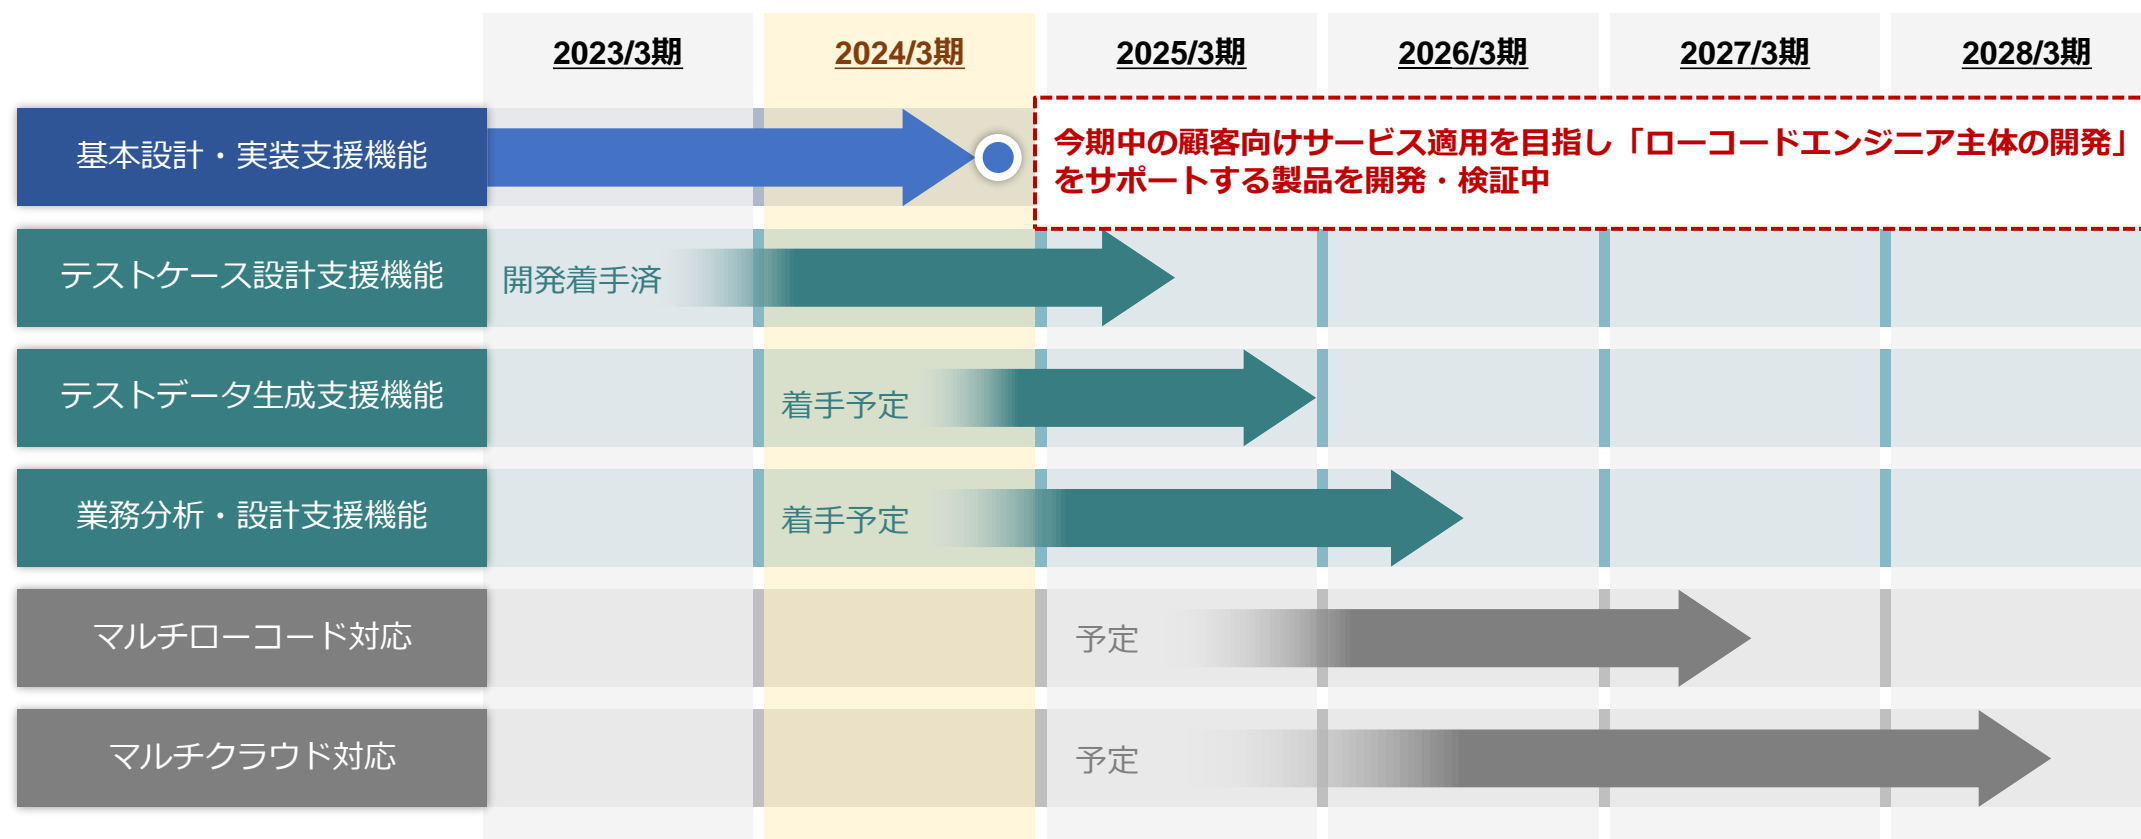 2023/3期
2024/3期
2025/3期
2026/3期
2027/3期
2028/3期
基本設計・実装支援機能
今期中の顧客向けサービス適用を目指し「ローコードエンジニア主体の開発」
をサポートする製品を開発・検証中
テストケース設計支援機能
開発着手済
テストデータ生成支援機能
着手予定
業務分析・設計支援機能
着手予定
マルチローコード対応
予定
マルチクラウド対応
予定